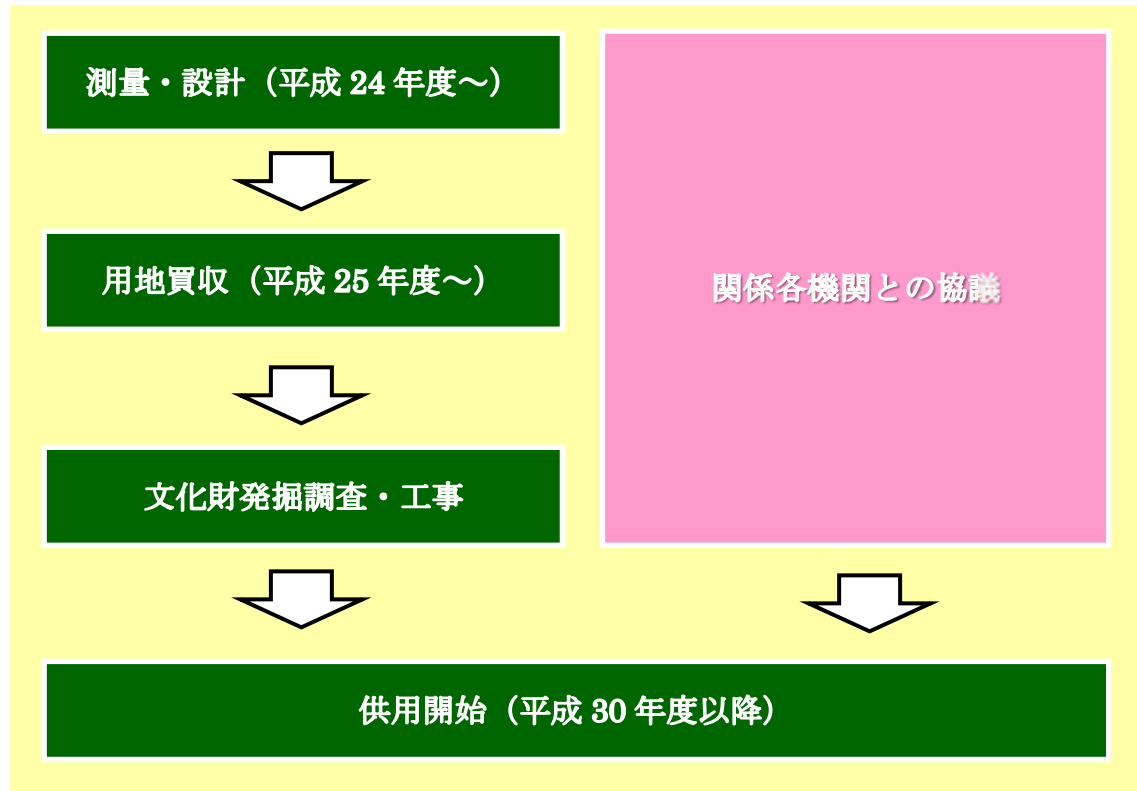 測量・設計（平成 24 年度～）
用地買収（平成 25 年度～）
関係各機関との協議
文化財発掘調査・工事
供用開始（平成 30 年度以降）